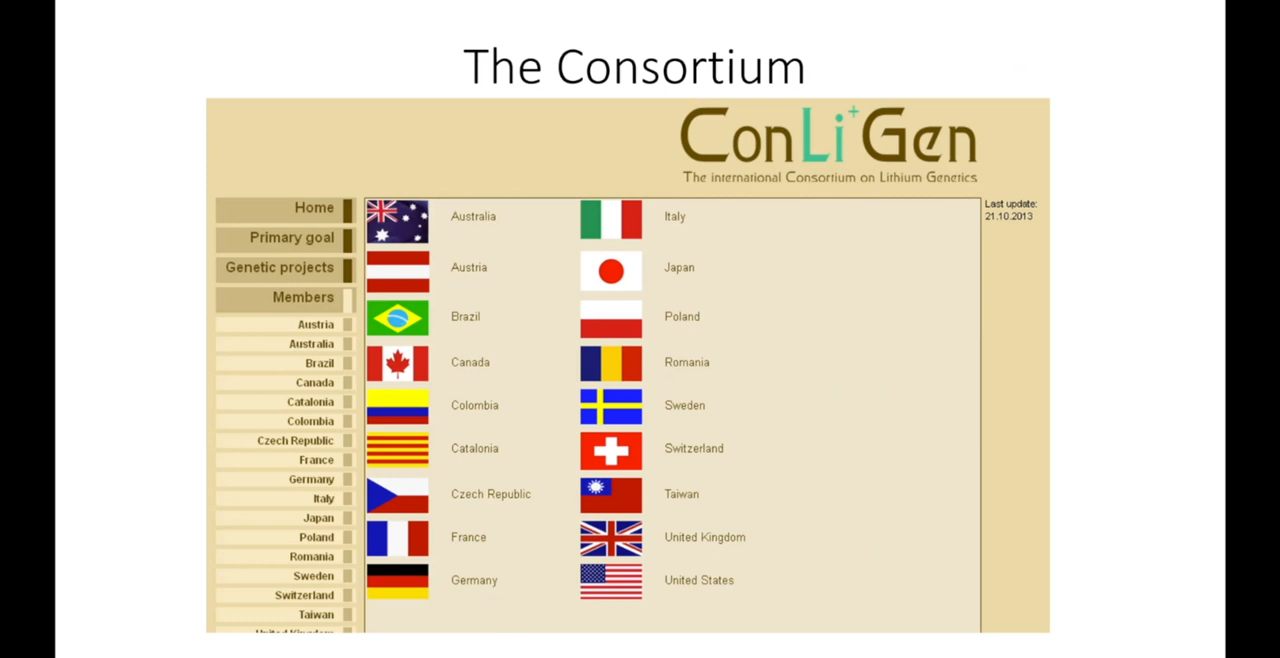 The Consortium
ConLi+Gen
The international Consortium on Lithium Genetics
Home
Primary goal
Genetic projects
Members
Austria
Australia
Brazil
Canada
Catalonia
Colombia
Czech Republic
France
Germany
Italy
Japan
Poland
Romania
Sweden
Switzerland
Taiwan
United Kingdom
Australia
Austria
Brazil
Canada
Colombia
Catalonia
Czech Republic
France
Germany
Italy
Japan
Poland
Romania
Sweden
Switzerland
Taiwan
United Kingdom
United States
Last update:
21.10.2013